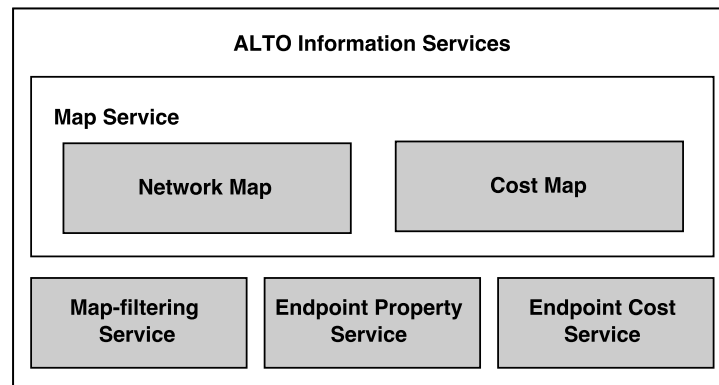 ALTO Information Services
Map Service
Network Map
Cost Map
Map-filtering
Service
Endpoint Property
Service
Endpoint Cost
Service